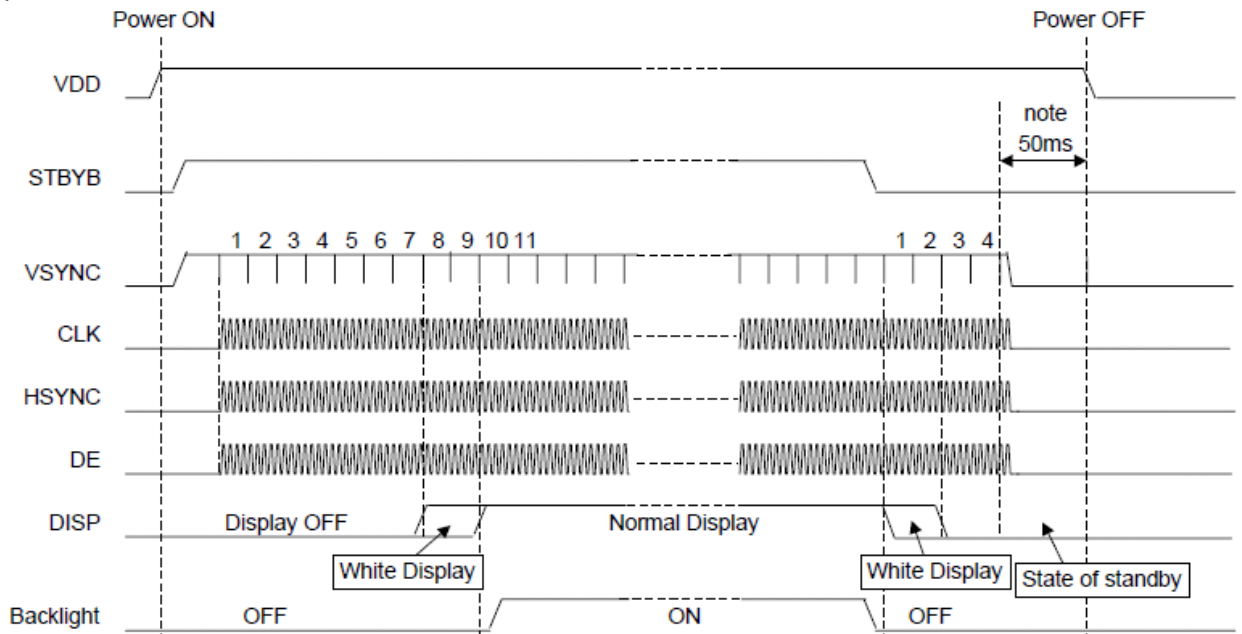 Power ON Power OFF
VDD
note
50ms
STBYB
1 2 3 4 5 6 7 8 9 10 11 1 2 3 4
VSYNC
CLK
HSYNC
DE
DISP Display OFF Normal Display
White Display White Display State of standby
Backlight OFF ON OFF